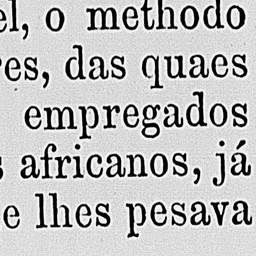 el, o methodo
es, das quaes
empregados
s africanos, já
e lhes pesava